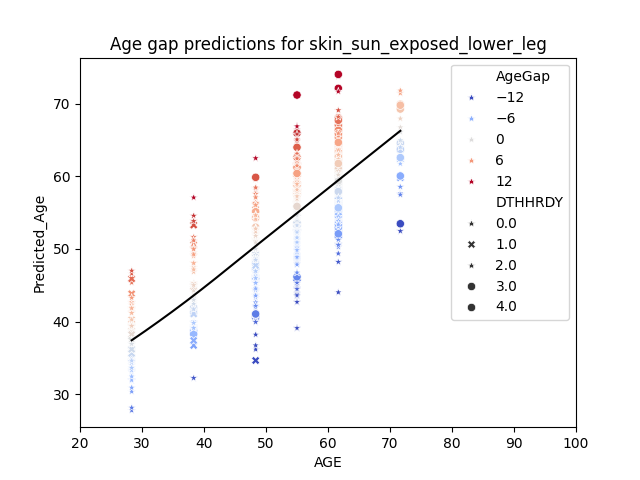 Age gap predictions for skin_sun_exposed_lower_leg
Predicted_Age
70
60
50
40
30
20 30 40 50 60 70 80 90 100
AGE
AgeGap
−12
−6
0
6
12
DTHHRDY
0.0
1.0
2.0
3.0
4.0